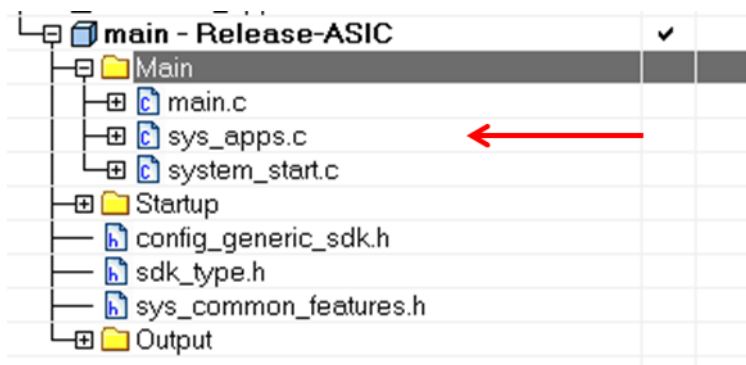 main - Release-ASIC
Main
main.c
sys_apps.c
system_start.c
Startup
config_generic_sdk.h
sdk_type.h
sys_common_features.h
Output